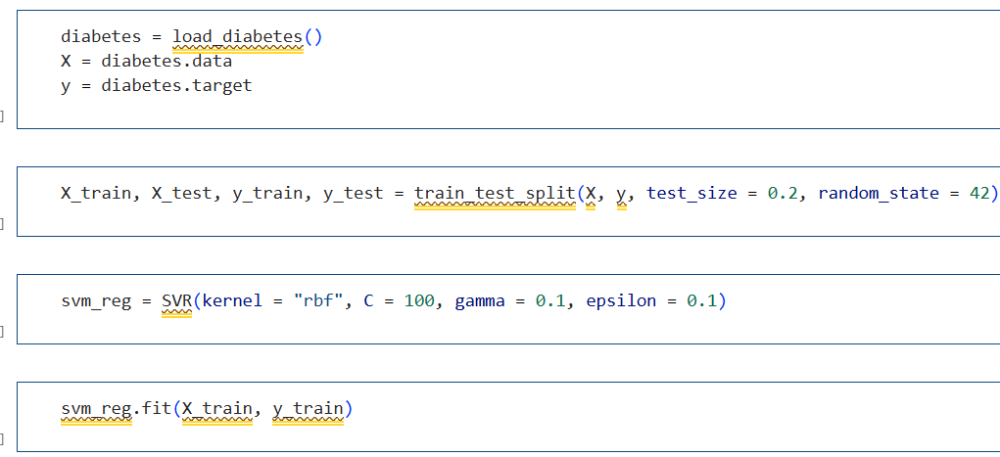 diabetes = load_diabetes()
X = diabetes.data
y = diabetes.target
]
X_train, X_test, y_train, y_test = train_test_split(X, y, test_size = 0.2, random_state = 42)
]
svm_reg = SVR(kernel = "rbf", C = 100, gamma = 0.1, epsilon = 0.1)
]
svm_reg.fit(X_train, y_train)
]